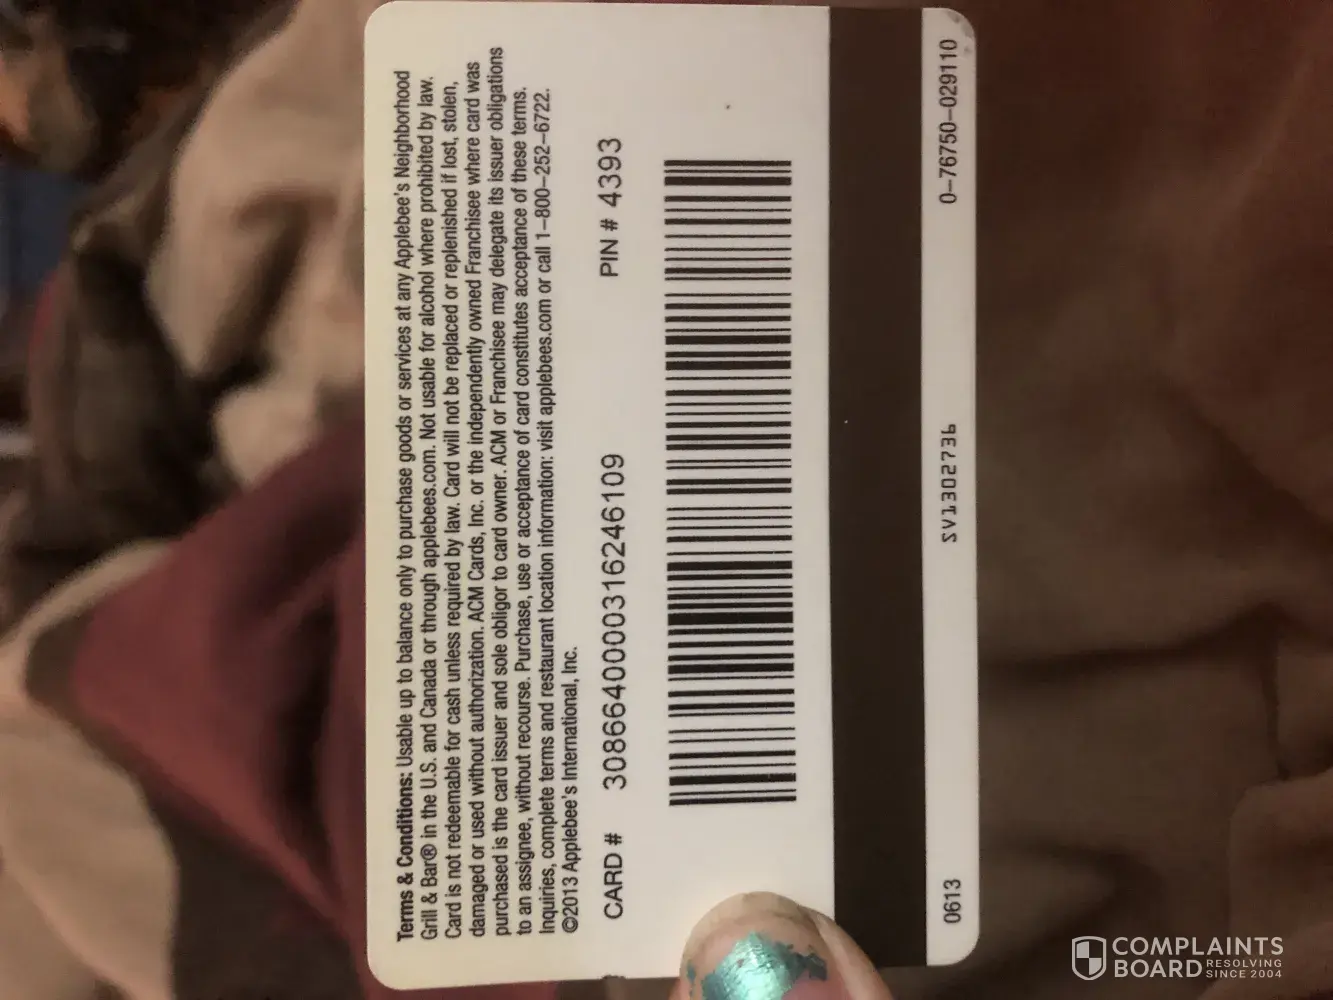 Terms & Conditions: Usable up to balance only to purchase goods or services at any Applebee's Neighborhood
Grill & Bar® in the U.S. and Canada or through applebees.com. Not usable for alcohol where prohibited by law.
Card is not redeemable for cash unless required by law. Card will not be replaced or replenished if lost, stolen,
damaged or used without authorization. ACM Cards, Inc. or the independently owned Franchisee where card was
purchased is the card issuer and sole obligor to card owner. ACM or Franchisee may delegate its issuer obligations
to an assignee, without recourse. Purchase, use or acceptance of card constitutes acceptance of these terms.
Inquiries, complete terms and restaurant location information: visit applebees.com or call 1–800–252–6722.
©2013 Applebee's International, Inc.
CARD # 3086640000316246109 PIN # 4393
0613 SV1302736 0–76750–029110
COMPLAINTS
BOARD RESOLVING
SINCE 2004